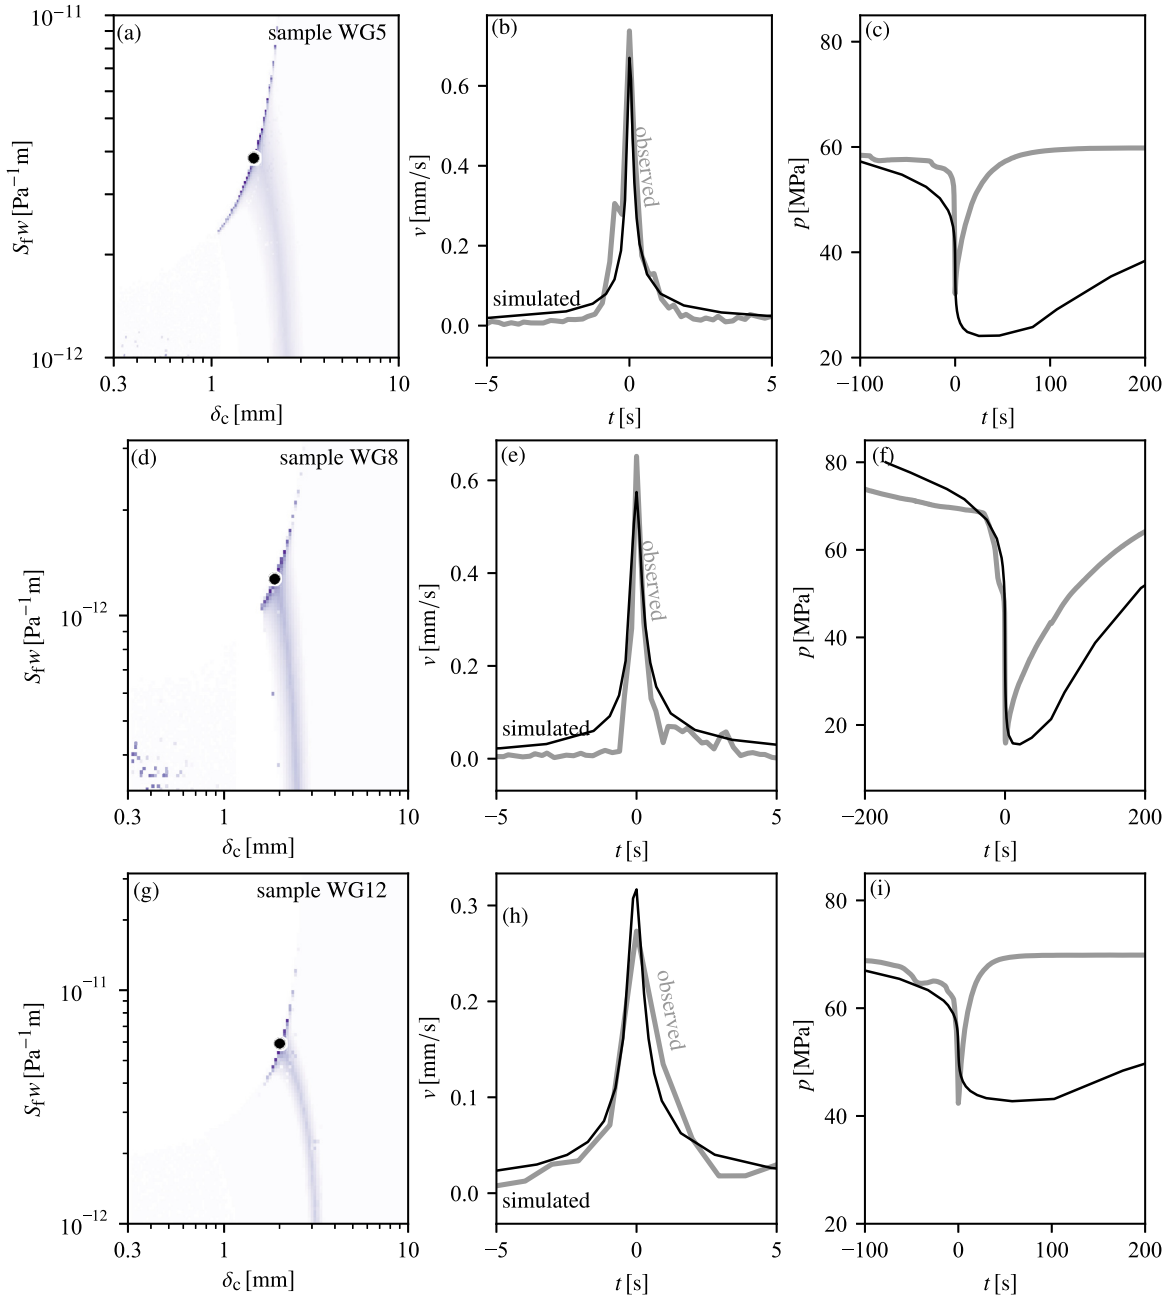 (a) sample WG5
10⁻¹¹
10⁻¹²
S_f w [Pa⁻¹m]
0.3 1 10
δ_c [mm]
(b)
0.6
0.4
0.2
0.0
v [mm/s]
observed
simulated
−5 0 5
t [s]
(c)
80
60
40
20
p [MPa]
−100 0 100 200
t [s]
(d) sample WG8
10⁻¹²
S_f w [Pa⁻¹m]
0.3 1 10
δ_c [mm]
(e)
0.6
0.4
0.2
0.0
v [mm/s]
observed
simulated
−5 0 5
t [s]
(f)
80
60
40
20
p [MPa]
−200 0 200
t [s]
(g) sample WG12
10⁻¹¹
10⁻¹²
S_f w [Pa⁻¹m]
0.3 1 10
δ_c [mm]
(h)
0.3
0.2
0.1
0.0
v [mm/s]
observed
simulated
−5 0 5
t [s]
(i)
80
60
40
20
p [MPa]
−100 0 100 200
t [s]